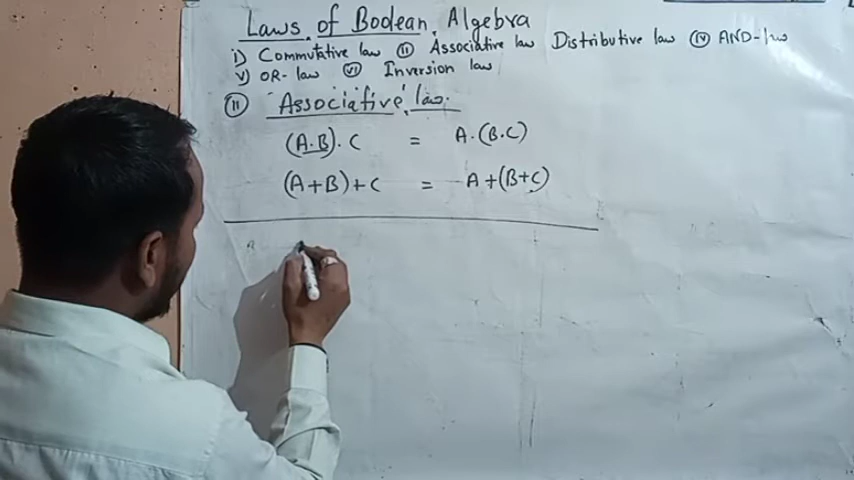 Laws of Boolean Algebra
i) Commutative law (ii) Associative law Distributive law (iv) AND-law
v) OR-law (vi) Inversion law
(ii) "Associative" law.
(A.B).C = A.(B.C)
(A+B)+C = A+(B+C)